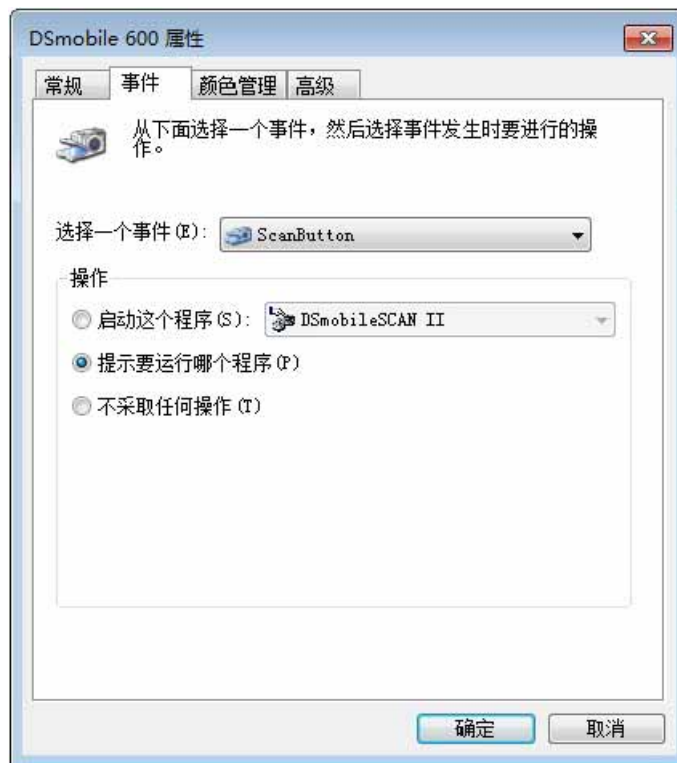 DSmobile 600 属性
常规 事件 颜色管理 高级
从下面选择一个事件，然后选择事件发生时要进行的操
作。
选择一个事件(E): ScanButton
操作
启动这个程序(S): DSmobileSCAN II
提示要运行哪个程序(P)
不采取任何操作(T)
确定 取消